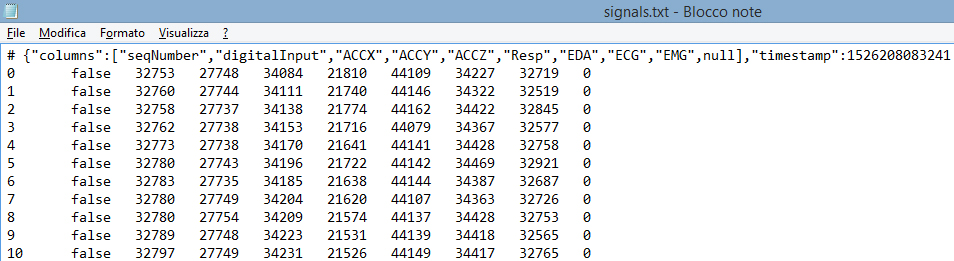 signals.txt - Blocco note
File Modifica Formato Visualizza ?
# {"columns":["seqNumber","digitalInput","ACCX","ACCY","ACCZ","Resp","EDA","ECG","EMG",null],"timestamp":1526208083241
0 false 32753 27748 34084 21810 44109 34227 32719 0
1 false 32760 27744 34111 21740 44146 34322 32519 0
2 false 32758 27737 34138 21774 44162 34422 32845 0
3 false 32762 27738 34153 21716 44079 34367 32577 0
4 false 32773 27738 34170 21641 44141 34428 32758 0
5 false 32780 27743 34196 21722 44142 34469 32921 0
6 false 32783 27735 34185 21638 44144 34387 32687 0
7 false 32780 27749 34204 21620 44107 34363 32726 0
8 false 32780 27754 34209 21574 44137 34428 32753 0
9 false 32789 27748 34223 21531 44139 34418 32565 0
10 false 32797 27749 34231 21526 44149 34417 32765 0